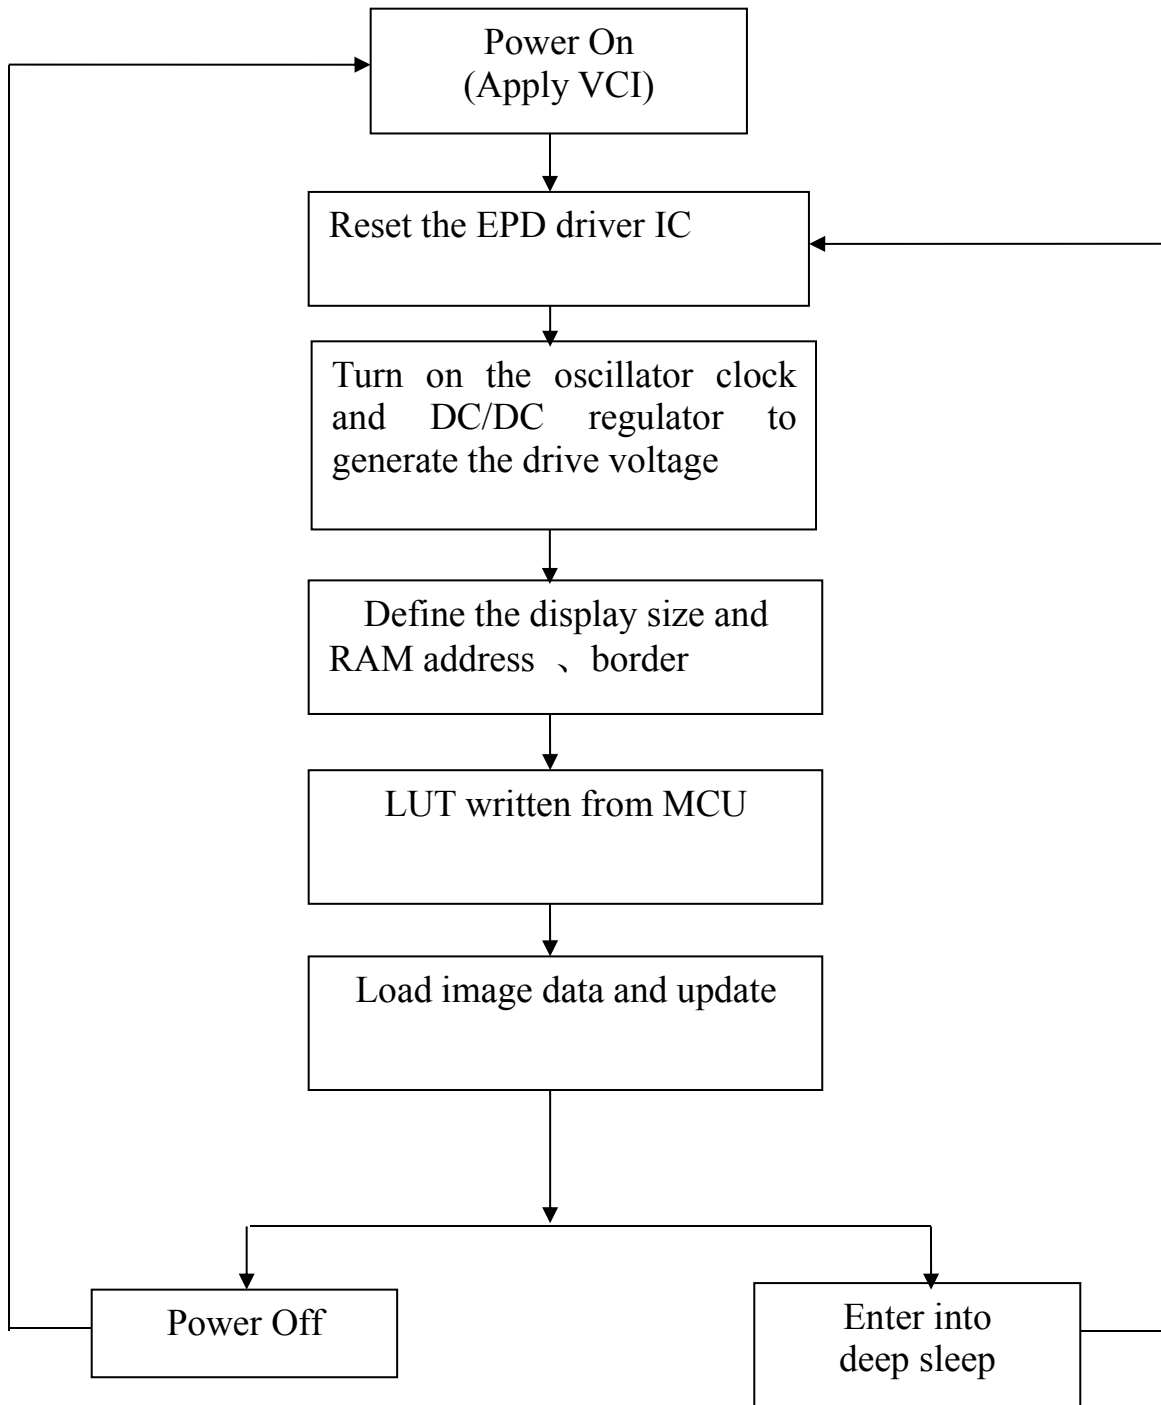 Power On
(Apply VCI)
Reset the EPD driver IC
Turn on the oscillator clock
and DC/DC regulator to
generate the drive voltage
Define the display size and
RAM address 、border
LUT written from MCU
Load image data and update
Power Off
Enter into
deep sleep